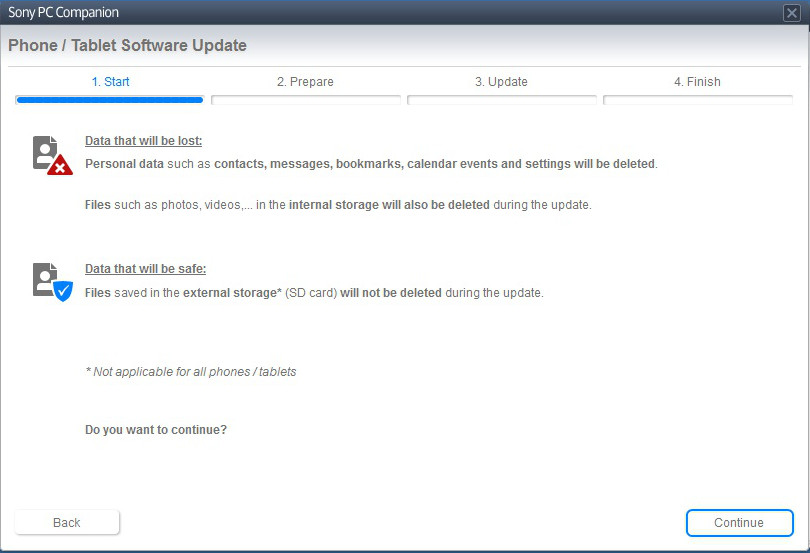 Sony PC Companion
Phone / Tablet Software Update
1. Start
2. Prepare
3. Update
4. Finish
Data that will be lost:
Personal data such as contacts, messages, bookmarks, calendar events and settings will be deleted.
Files such as photos, videos,... in the internal storage will also be deleted during the update.
Data that will be safe:
Files saved in the external storage* (SD card) will not be deleted during the update.
* Not applicable for all phones / tablets
Do you want to continue?
Back
Continue